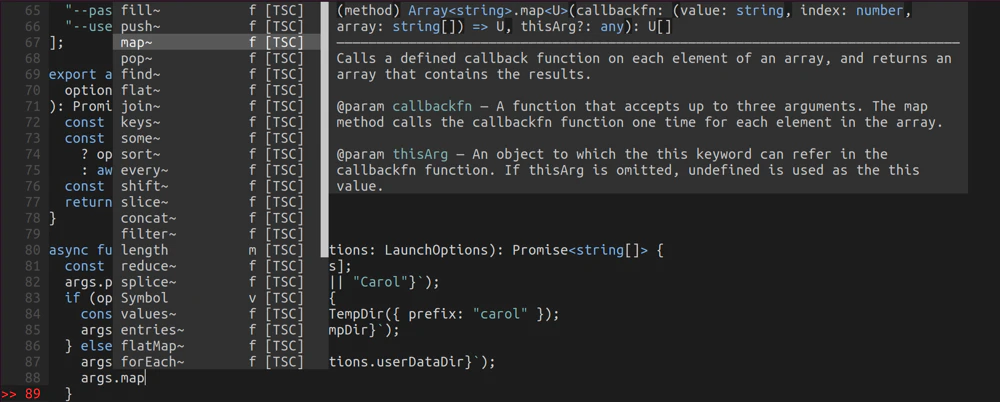 65 "--pas fill~ f [TSC] (method) Array<string>.map<U>(callbackfn: (value: string, index: number,
66 "--use push~ f [TSC] array: string[]) => U, thisArg?: any): U[]
67 ]; map~ f [TSC]
68 pop~ f [TSC] Calls a defined callback function on each element of an array, and returns an
69 export a find~ f [TSC] array that contains the results.
70 option flat~ f [TSC]
71 ): Promi join~ f [TSC] @param callbackfn — A function that accepts up to three arguments. The map
72 const keys~ f [TSC] method calls the callbackfn function one time for each element in the array.
73 const some~ f [TSC]
74 ? op sort~ f [TSC] @param thisArg — An object to which the this keyword can refer in the
75 : aw every~ f [TSC] callbackfn function. If thisArg is omitted, undefined is used as the this
76 const shift~ f [TSC] value.
77 return slice~ f [TSC]
78 } concat~ f [TSC]
79 filter~ f [TSC]
80 async fu length m [TSC] tions: LaunchOptions): Promise<string[]> {
81 const reduce~ f [TSC] s];
82 args.p splice~ f [TSC] || "Carol"}`);
83 if (op Symbol v [TSC] {
84 cons values~ f [TSC] TempDir({ prefix: "carol" });
85 args entries~ f [TSC] mpDir}`);
86 } else flatMap~ f [TSC]
87 args forEach~ f [TSC] tions.userDataDir}`);
88 args.map
>> 89 }